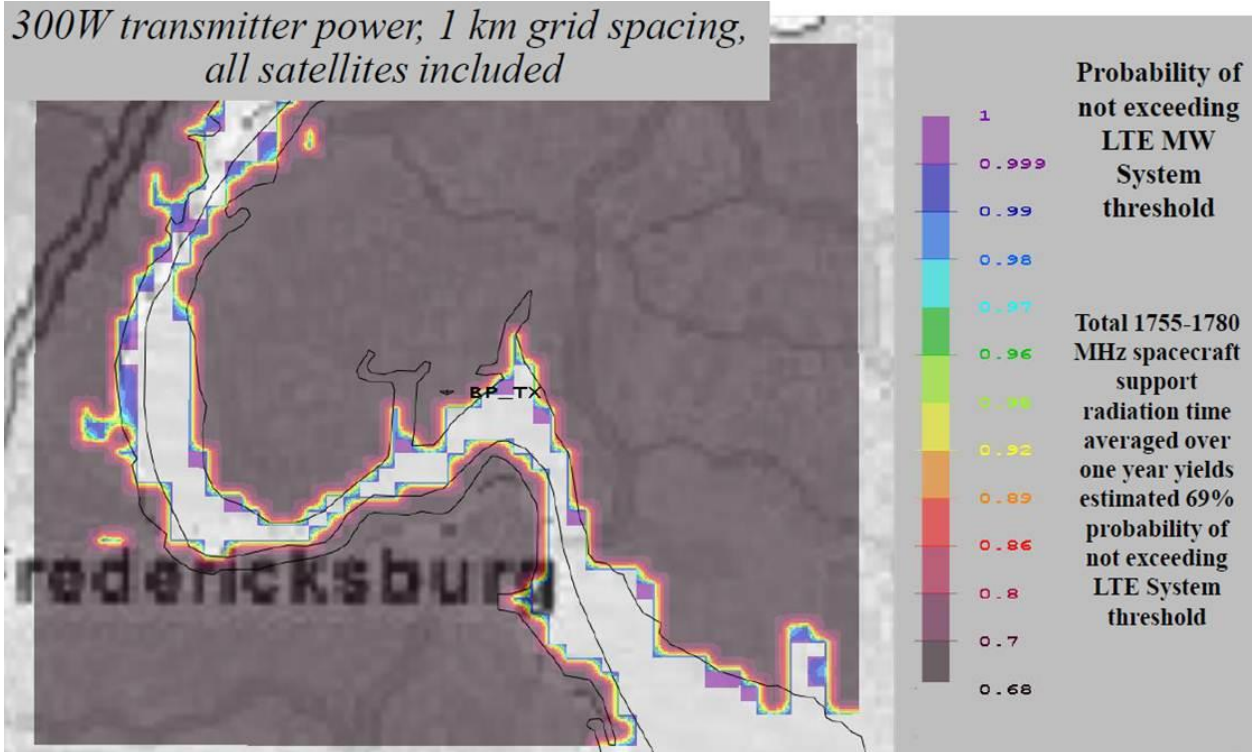 300W transmitter power, 1 km grid spacing,
all satellites included
Probability of
not exceeding
LTE MW
System
threshold
1
0.999
0.99
0.98
0.97
0.96
0.95
0.92
0.89
0.86
0.8
0.7
0.68
Total 1755-1780
MHz spacecraft
support
radiation time
averaged over
one year yields
estimated 69%
probability of
not exceeding
LTE System
threshold
BP_TX
redericksburg